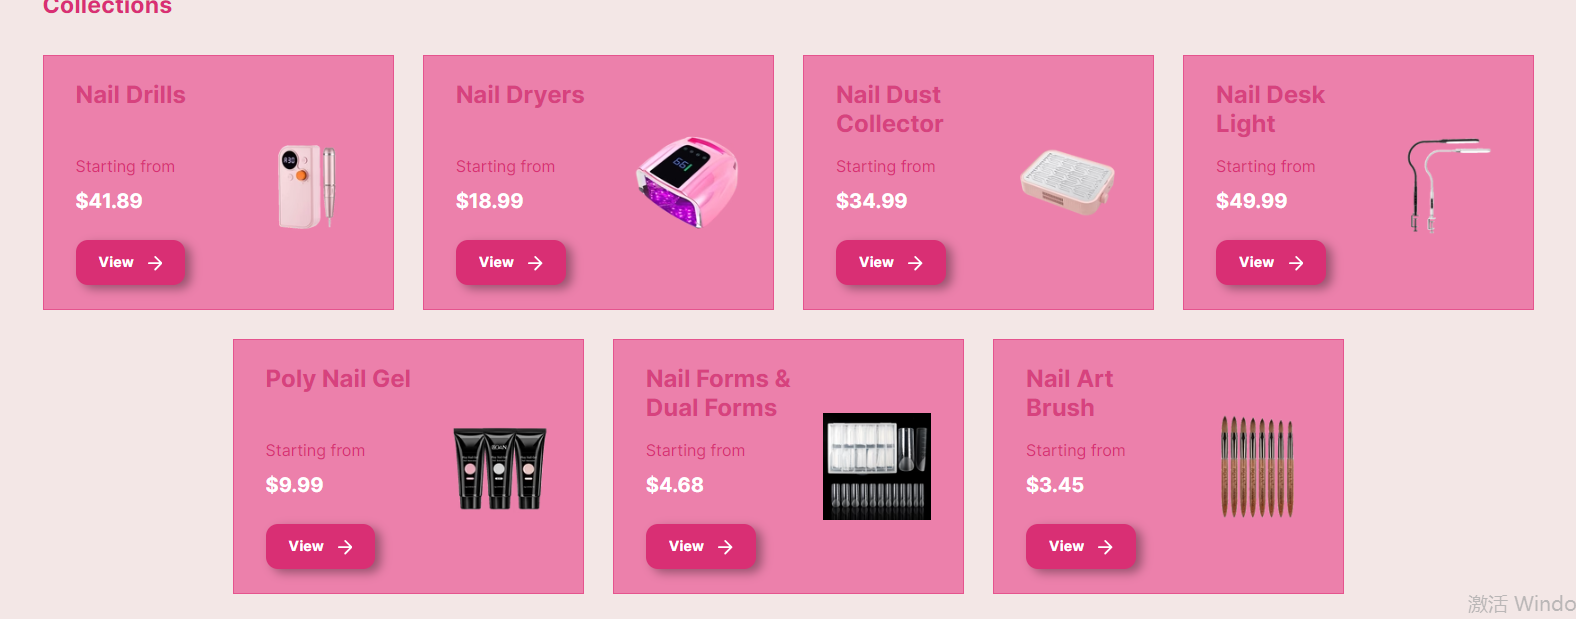 Collections
Nail Drills
Starting from
$41.89
View
Nail Dryers
Starting from
$18.99
View
Nail Dust
Collector
Starting from
$34.99
View
Nail Desk
Light
Starting from
$49.99
View
Poly Nail Gel
Starting from
$9.99
View
Nail Forms &
Dual Forms
Starting from
$4.68
View
Nail Art
Brush
Starting from
$3.45
View
激活 Windo